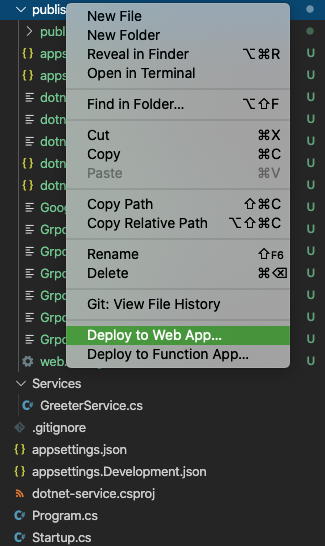 publis
New File
New Folder
publ
Reveal in Finder ⌥⌘R
apps U
Open in Terminal
apps U
dotn U
Find in Folder... ⌥⇧F
dotn U
dotn U
Cut ⌘X
dotn U
Copy ⌘C
dotn U
Paste ⌘V
Goo U
Copy Path ⇧⌘C
Grpc U
Copy Relative Path ⌥⇧⌘C
Grpc U
Rename ⇧F6
Grpc U
Delete ⌘⌫
Grpc U
Git: View File History
Grpc U
Grpc U
Deploy to Web App...
Grpc U
Deploy to Function App...
web. U
Services
GreeterService.cs
.gitignore
appsettings.json
appsettings.Development.json
dotnet-service.csproj
Program.cs
Startup.cs